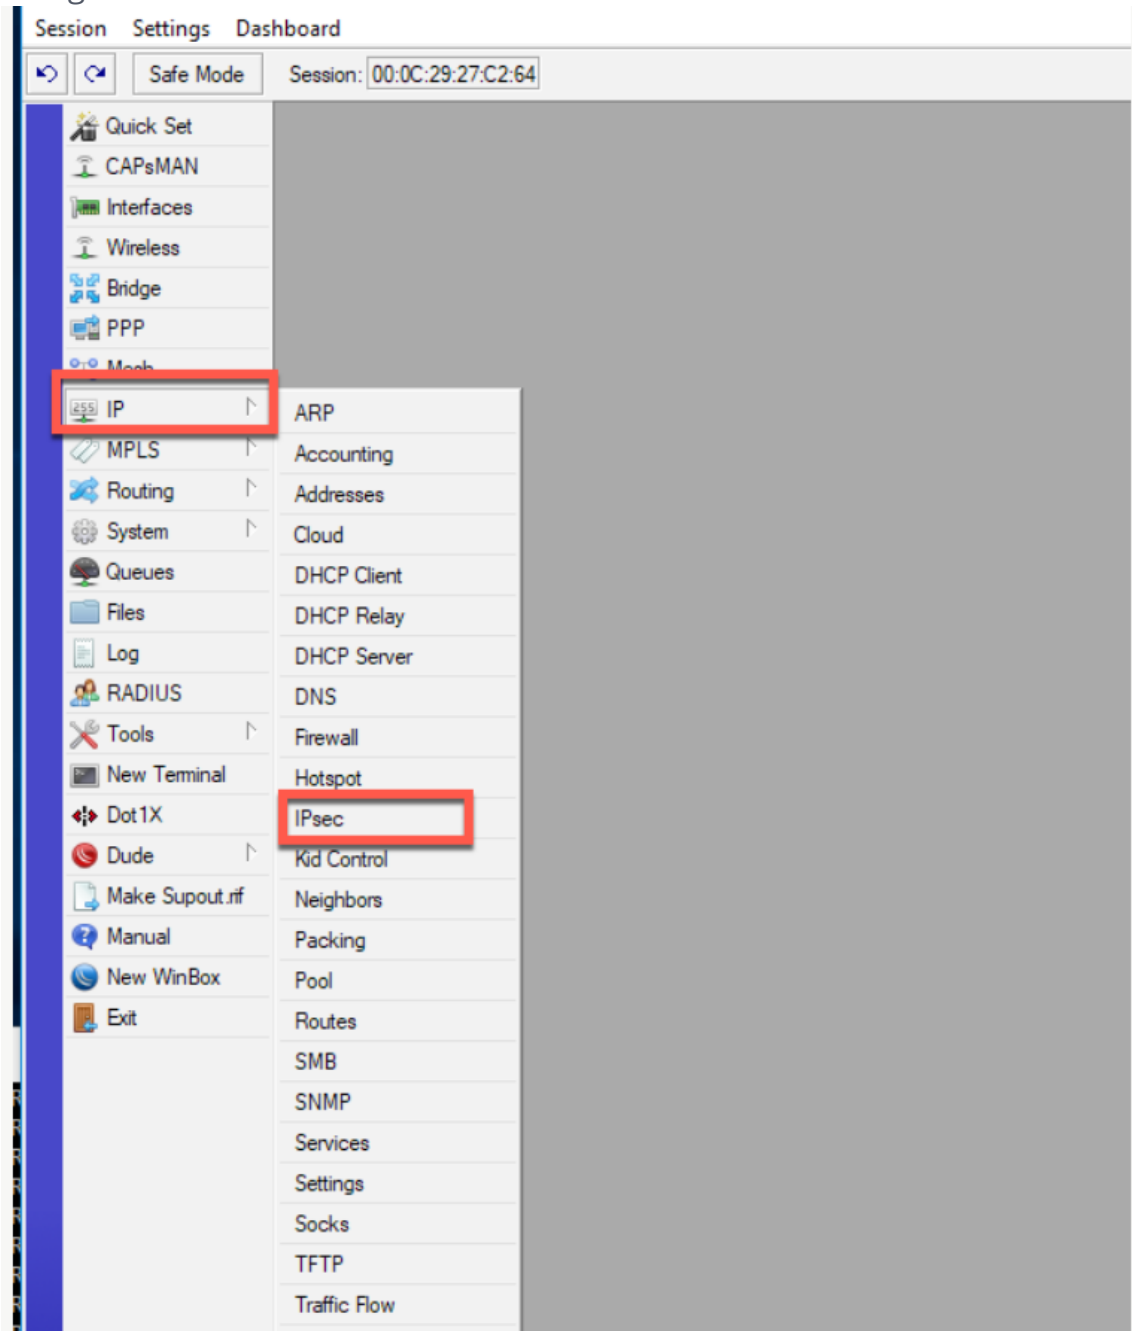 Session Settings Dashboard
Safe Mode Session: 00:0C:29:27:C2:64
Quick Set
CAPsMAN
Interfaces
Wireless
Bridge
PPP
Mesh
255 IP
MPLS
Routing
System
Queues
Files
Log
RADIUS
Tools
New Terminal
Dot1X
Dude
Make Supout.rif
Manual
New WinBox
Exit
ARP
Accounting
Addresses
Cloud
DHCP Client
DHCP Relay
DHCP Server
DNS
Firewall
Hotspot
IPsec
Kid Control
Neighbors
Packing
Pool
Routes
SMB
SNMP
Services
Settings
Socks
TFTP
Traffic Flow